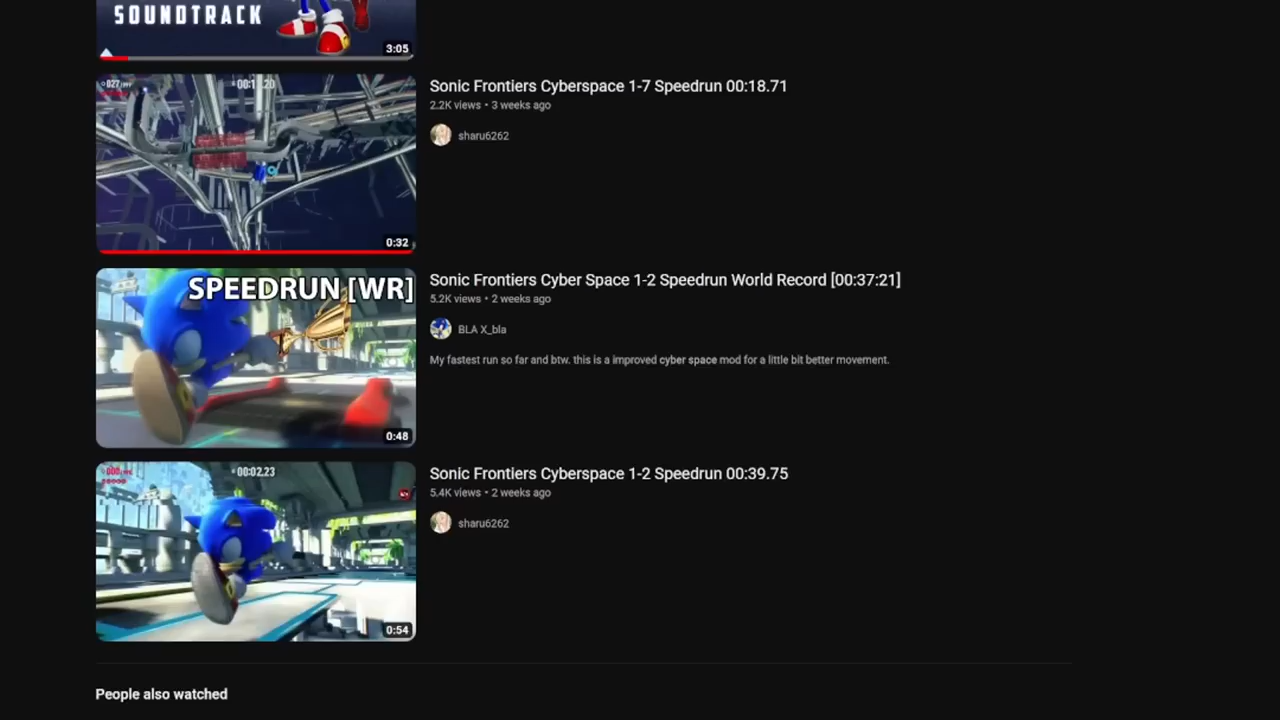 SOUNDTRACK
3:05
Sonic Frontiers Cyberspace 1-7 Speedrun 00:18.71
2.2K views • 3 weeks ago
sharu6262
0:32
SPEEDRUN [WR]
Sonic Frontiers Cyber Space 1-2 Speedrun World Record [00:37:21]
5.2K views • 2 weeks ago
BLA X_bla
My fastest run so far and btw. this is a improved cyber space mod for a little bit better movement.
0:48
00:02.23
Sonic Frontiers Cyberspace 1-2 Speedrun 00:39.75
5.4K views • 2 weeks ago
sharu6262
0:54
People also watched